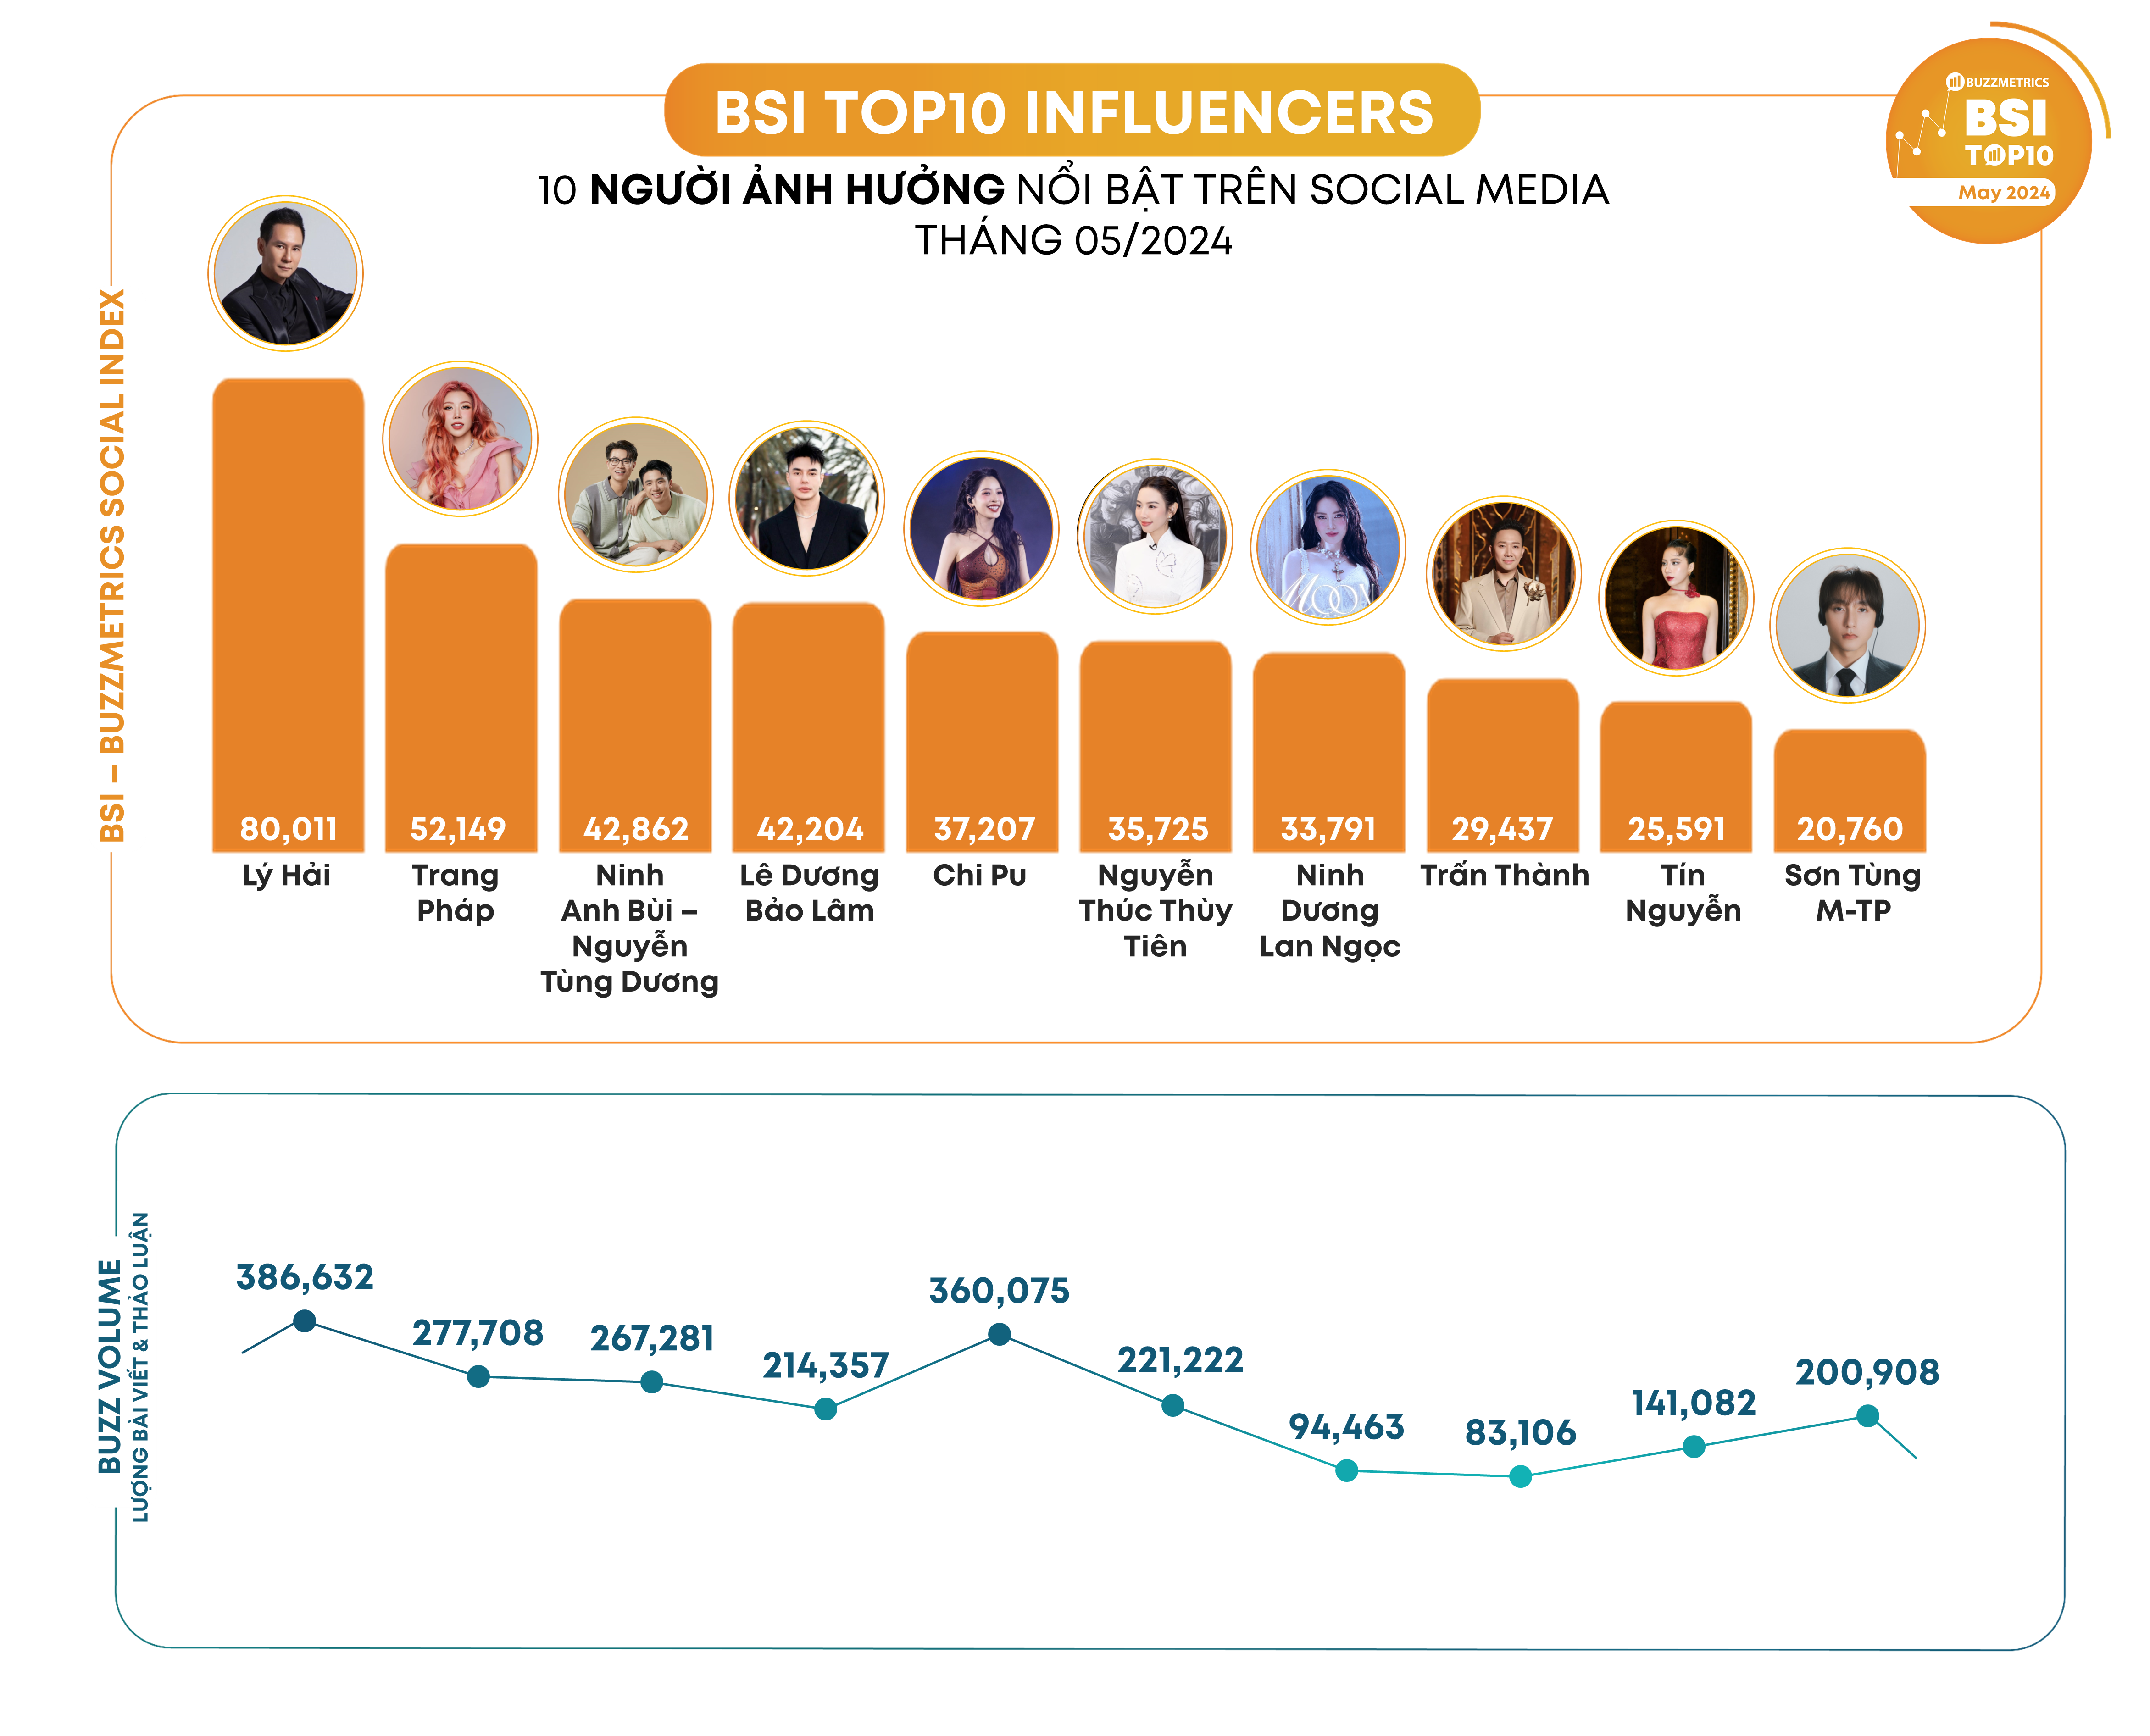 BSI TOP10 INFLUENCERS
10 NGƯỜI ẢNH HƯỞNG NỔI BẬT TRÊN SOCIAL MEDIA
THÁNG 05/2024
BUZZMETRICS
BSI
TOP10
May 2024
BSI – BUZZMETRICS SOCIAL INDEX
80,011
52,149
42,862
42,204
37,207
35,725
33,791
29,437
25,591
20,760
Lý Hải
Trang
Pháp
Ninh
Anh Bùi –
Nguyễn
Tùng Dương
Lê Dương
Bảo Lâm
Chi Pu
Nguyễn
Thúc Thùy
Tiên
Ninh
Dương
Lan Ngọc
Trấn Thành
Tín
Nguyễn
Sơn Tùng
M-TP
MOON
BUZZ VOLUME
LƯỢNG BÀI VIẾT & THẢO LUẬN
386,632
277,708
267,281
214,357
360,075
221,222
94,463
83,106
141,082
200,908